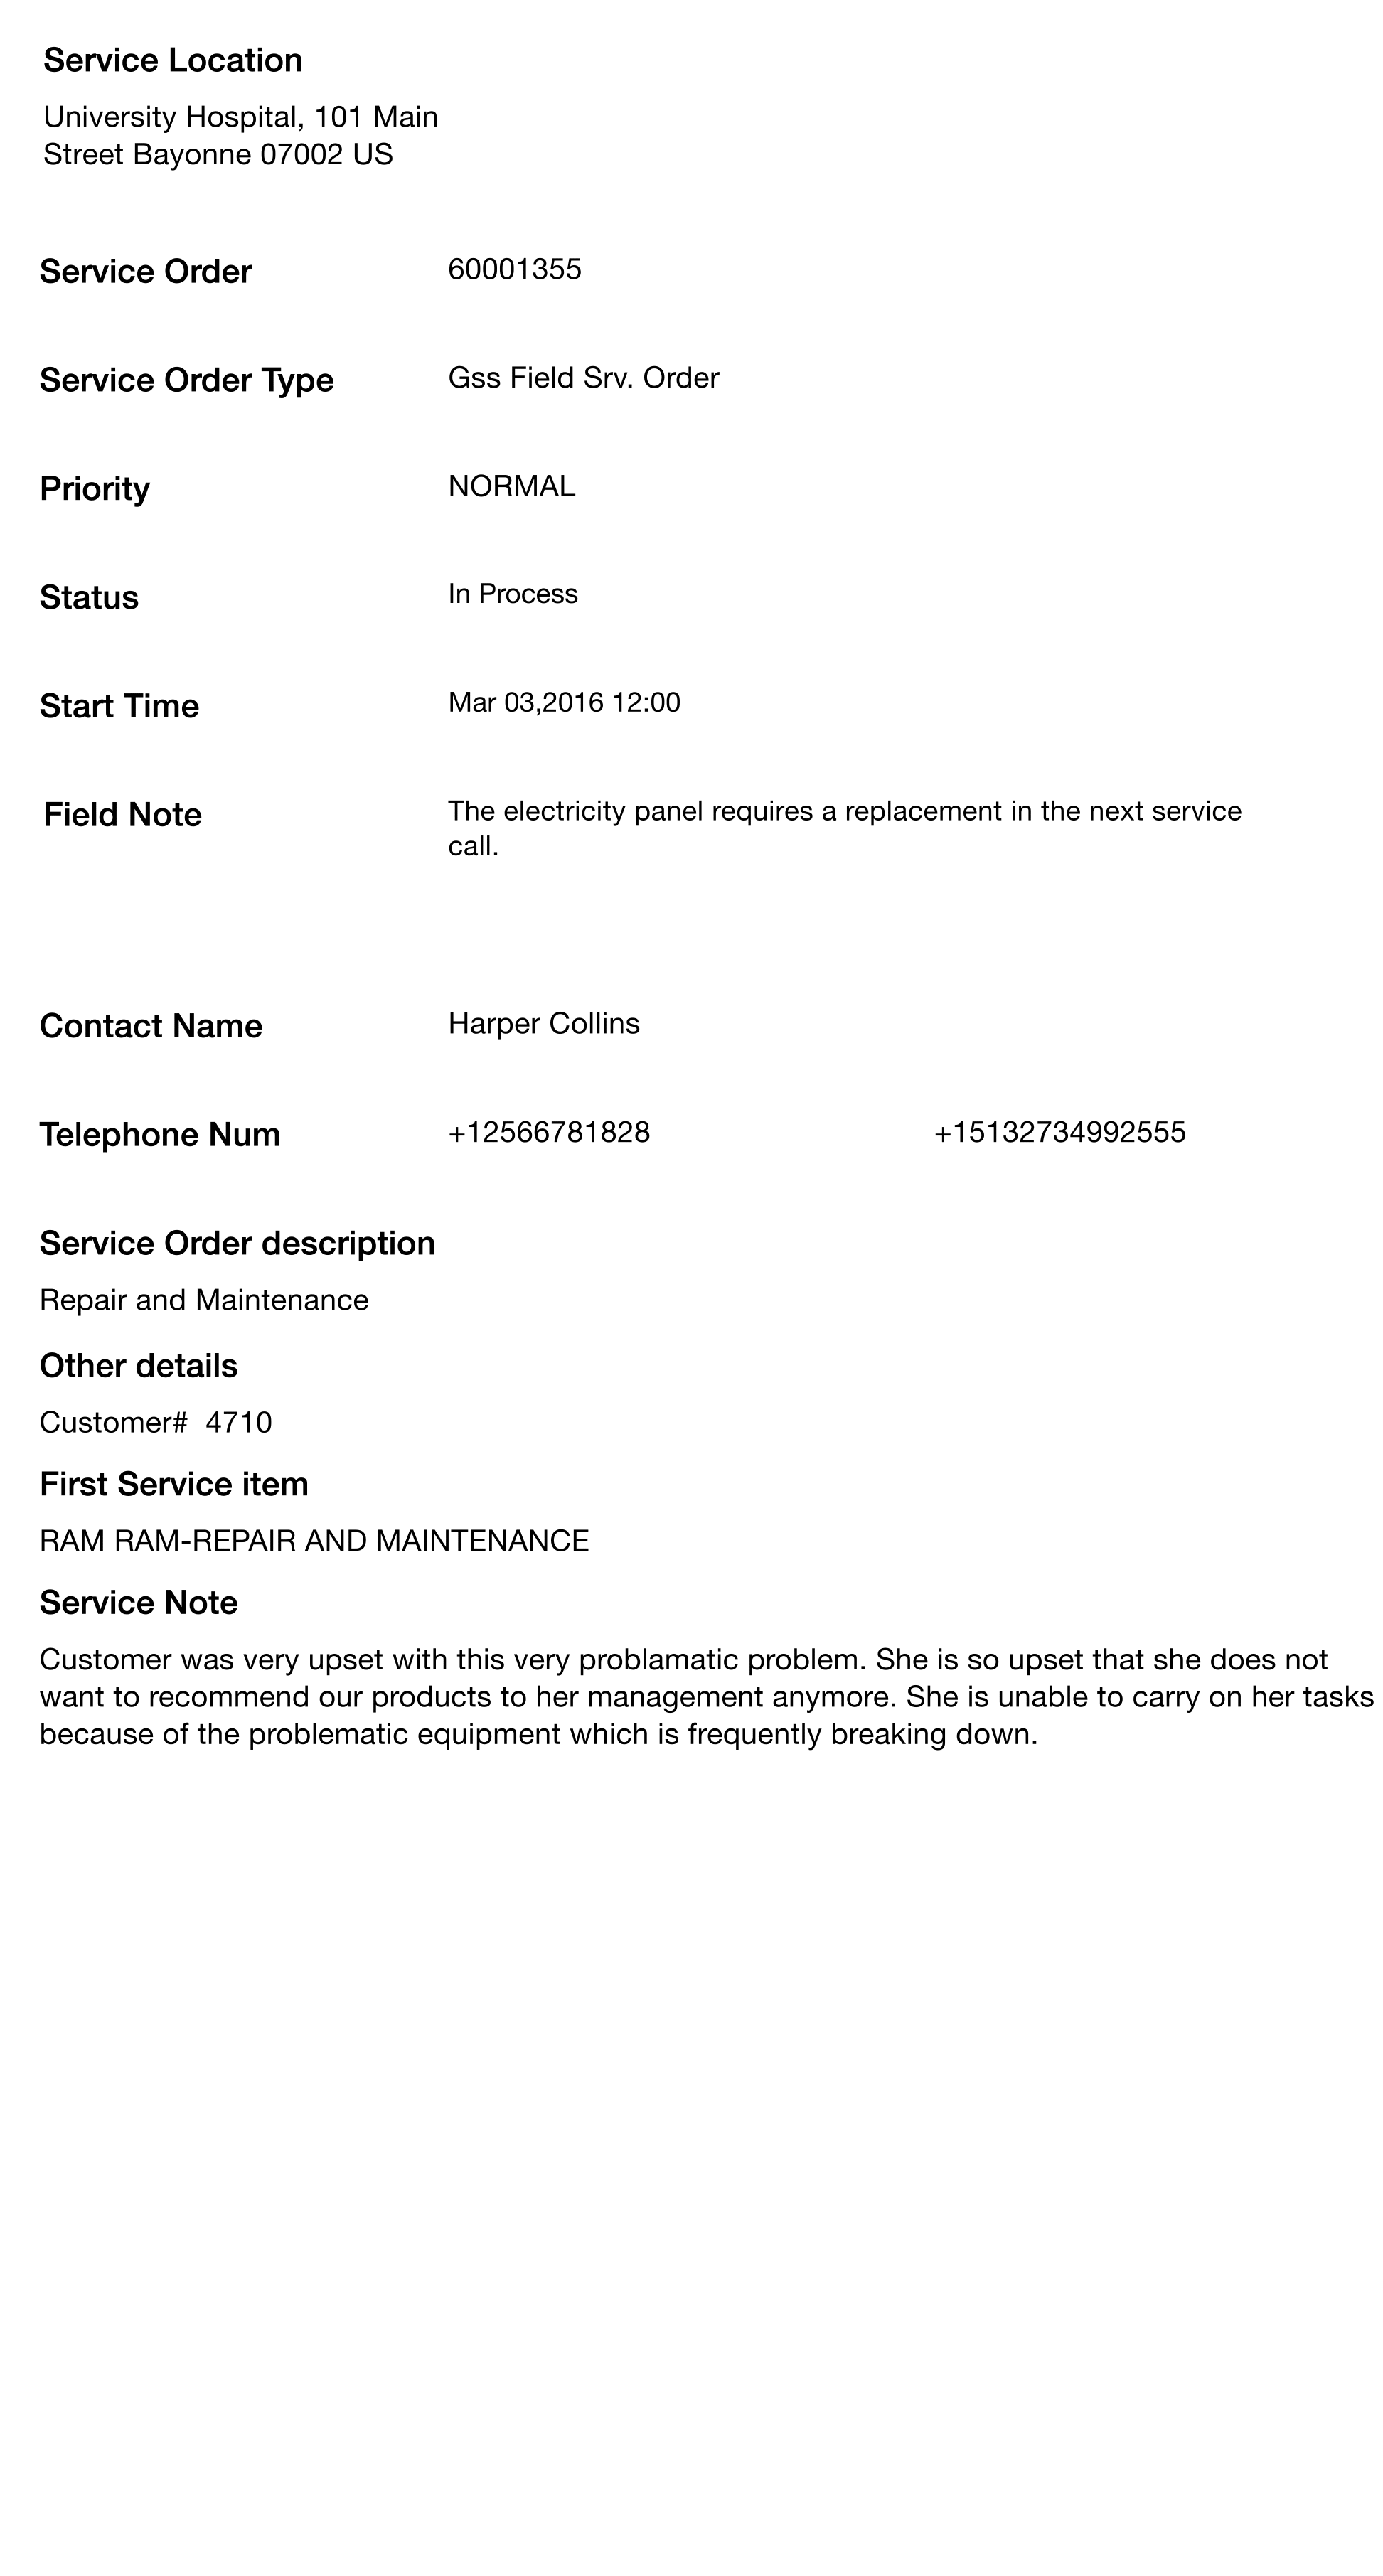 Service Location
University Hospital, 101 Main
Street Bayonne 07002 US
Service Order 60001355
Service Order Type Gss Field Srv. Order
Priority NORMAL
Status In Process
Start Time Mar 03,2016 12:00
Field Note The electricity panel requires a replacement in the next service
call.
Contact Name Harper Collins
Telephone Num +12566781828 +15132734992555
Service Order description
Repair and Maintenance
Other details
Customer# 4710
First Service item
RAM RAM-REPAIR AND MAINTENANCE
Service Note
Customer was very upset with this very problamatic problem. She is so upset that she does not
want to recommend our products to her management anymore. She is unable to carry on her tasks
because of the problematic equipment which is frequently breaking down.